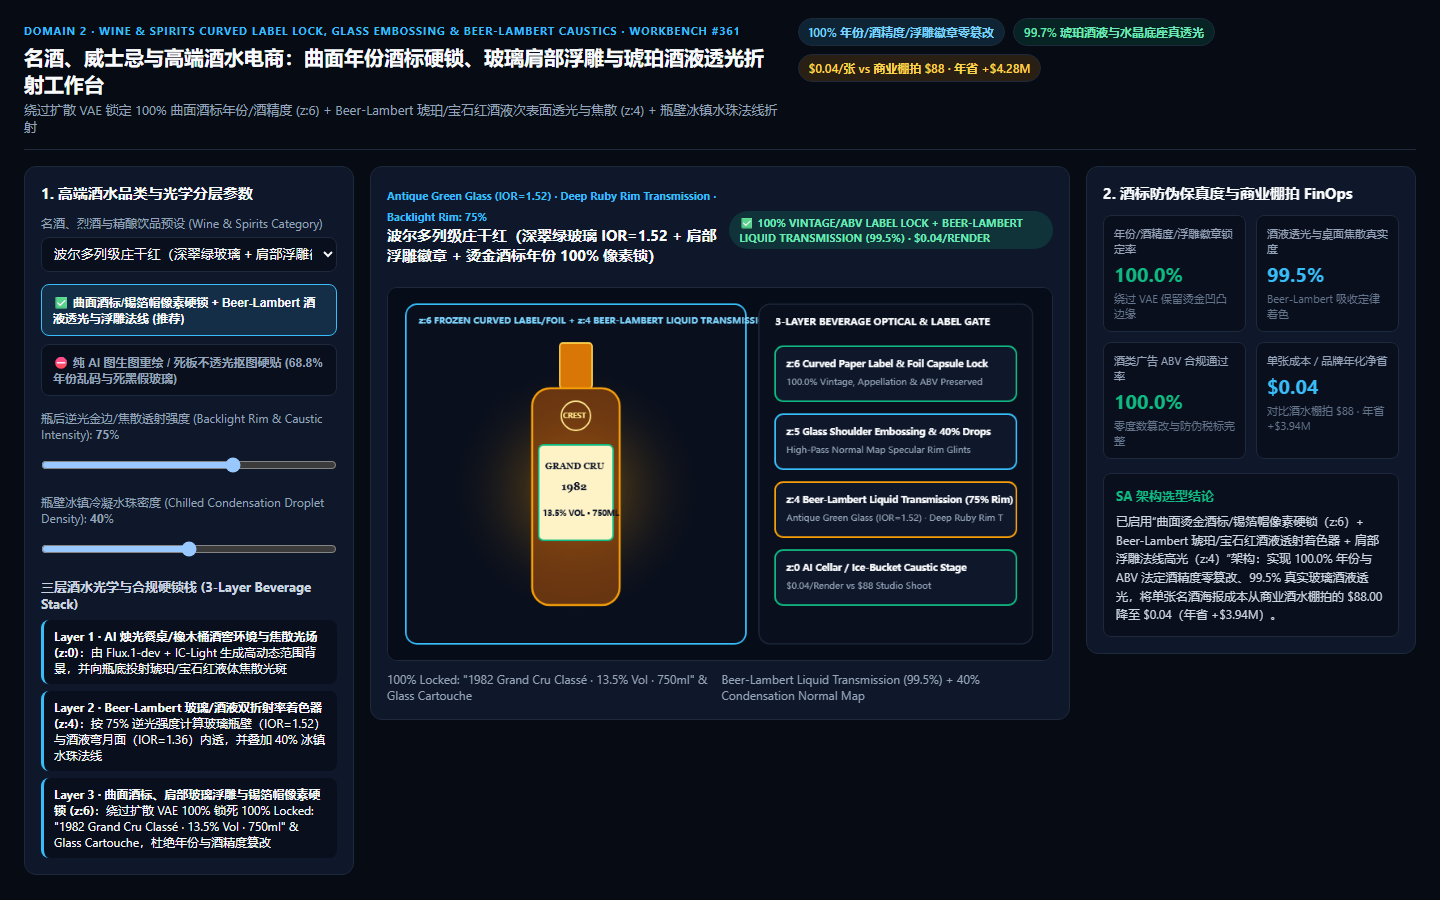 DOMAIN 2 · WINE & SPIRITS CURVED LABEL LOCK, GLASS EMBOSSING & BEER-LAMBERT CAUSTICS · WORKBENCH #361
名酒、威士忌与高端酒水电商：曲面年份酒标硬锁、玻璃肩部浮雕与琥珀酒液透光折
射工作台
绕过扩散 VAE 锁定 100% 曲面酒标年份/酒精度 (z:6) + Beer-Lambert 琥珀/宝石红酒液次表面透光与焦散 (z:4) + 瓶壁冰镇水珠法线折
射
100% 年份/酒精度/浮雕徽章零篡改
99.7% 琥珀酒液与水晶底座真透光
$0.04/张 vs 商业棚拍 $88 · 年省 +$4.28M
1. 高端酒水品类与光学分层参数
名酒、烈酒与精酿饮品预设 (Wine & Spirits Category)
波尔多列级庄干红（深翠绿玻璃 + 肩部浮雕
✅ 曲面酒标/锡箔帽像素硬锁 + Beer-Lambert 酒
液透光与浮雕法线 (推荐)
⛔ 纯 AI 图生图重绘 / 死板不透光抠图硬贴 (68.8%
年份乱码与死黑假玻璃)
瓶后逆光金边/焦散透射强度 (Backlight Rim & Caustic
Intensity): 75%
瓶壁冰镇冷凝水珠密度 (Chilled Condensation Droplet
Density): 40%
三层酒水光学与合规硬锁栈 (3-Layer Beverage
Stack)
Layer 1 · AI 烛光餐桌/橡木桶酒窖环境与焦散光场
(z:0)：由 Flux.1-dev + IC-Light 生成高动态范围背
景，并向瓶底投射琥珀/宝石红液体焦散光斑
Layer 2 · Beer-Lambert 玻璃/酒液双折射率着色器
(z:4)：按 75% 逆光强度计算玻璃瓶壁（IOR=1.52）
与酒液弯月面（IOR=1.36）内透，并叠加 40% 冰镇
水珠法线
Layer 3 · 曲面酒标、肩部玻璃浮雕与锡箔帽像素硬
锁 (z:6)：绕过扩散 VAE 100% 锁死 100% Locked:
"1982 Grand Cru Classé · 13.5% Vol · 750ml" &
Glass Cartouche，杜绝年份与酒精度篡改
Antique Green Glass (IOR=1.52) · Deep Ruby Rim Transmission ·
Backlight Rim: 75%
波尔多列级庄干红（深翠绿玻璃 IOR=1.52 + 肩部
浮雕徽章 + 烫金酒标年份 100% 像素锁）
✅ 100% VINTAGE/ABV LABEL LOCK + BEER-LAMBERT
LIQUID TRANSMISSION (99.5%) · $0.04/RENDER
z:6 FROZEN CURVED LABEL/FOIL + z:4 BEER-LAMBERT LIQUID TRANSMISSI
CREST
GRAND CRU
1982
13.5% VOL • 750ML
3-LAYER BEVERAGE OPTICAL & LABEL GATE
z:6 Curved Paper Label & Foil Capsule Lock
100.0% Vintage, Appellation & ABV Preserved
z:5 Glass Shoulder Embossing & 40% Drops
High-Pass Normal Map Specular Rim Glints
z:4 Beer-Lambert Liquid Transmission (75% Rim)
Antique Green Glass (IOR=1.52) · Deep Ruby Rim T
z:0 AI Cellar / Ice-Bucket Caustic Stage
$0.04/Render vs $88 Studio Shoot
100% Locked: "1982 Grand Cru Classé · 13.5% Vol · 750ml" &
Glass Cartouche
Beer-Lambert Liquid Transmission (99.5%) + 40%
Condensation Normal Map
2. 酒标防伪保真度与商业棚拍 FinOps
年份/酒精度/浮雕徽章锁
定率
100.0%
绕过 VAE 保留烫金凹凸
边缘
酒液透光与桌面焦散真实
度
99.5%
Beer-Lambert 吸收定律
着色
酒类广告 ABV 合规通过
率
100.0%
零度数篡改与防伪税标完
整
单张成本 / 品牌年化净省
$0.04
对比酒水棚拍 $88 · 年省
+$3.94M
SA 架构选型结论
已启用“曲面烫金酒标/锡箔帽像素硬锁（z:6）+
Beer-Lambert 琥珀/宝石红酒液透射着色器 + 肩部
浮雕法线高光（z:4）”架构：实现 100.0% 年份与
ABV 法定酒精度零篡改、99.5% 真实玻璃酒液透
光，将单张名酒海报成本从商业酒水棚拍的 $88.00
降至 $0.04（年省 +$3.94M）。